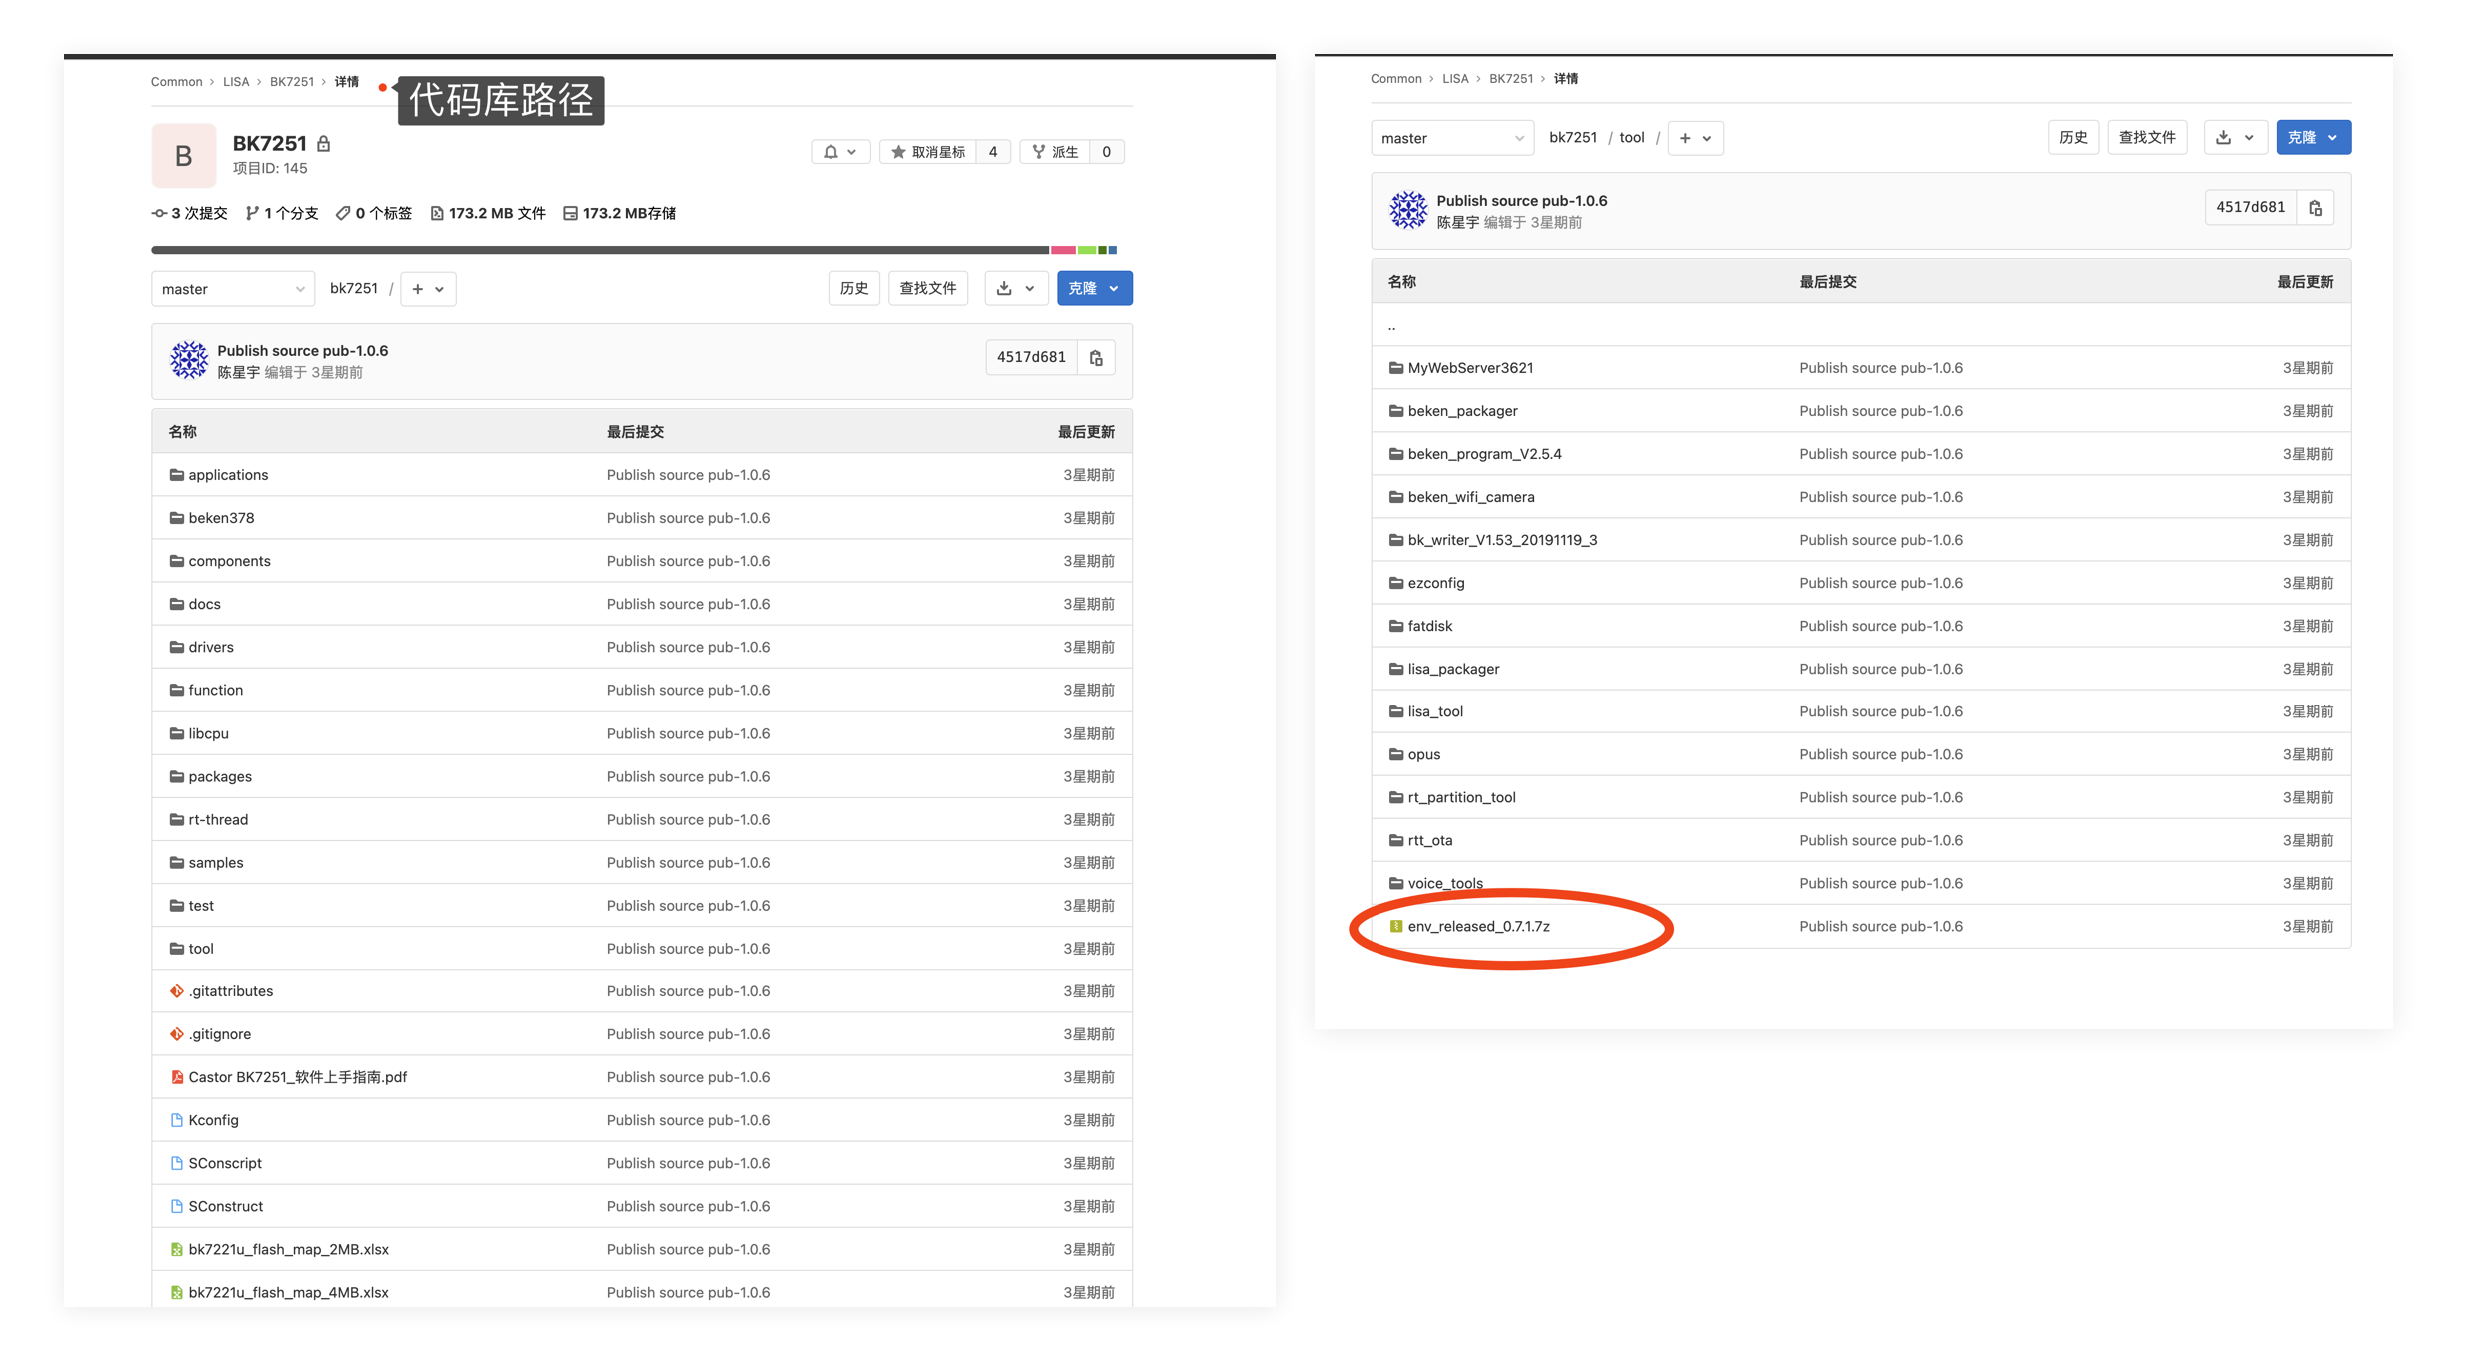 Common > LISA > BK7251 > 详情
代码库路径
B
BK7251
项目ID: 145
取消星标 4
派生 0
3 次提交 1 个分支 0 个标签 173.2 MB 文件 173.2 MB存储
master bk7251 / +
历史 查找文件 克隆
Publish source pub-1.0.6
陈星宇 编辑于 3星期前
4517d681
名称 最后提交 最后更新
applications Publish source pub-1.0.6 3星期前
beken378 Publish source pub-1.0.6 3星期前
components Publish source pub-1.0.6 3星期前
docs Publish source pub-1.0.6 3星期前
drivers Publish source pub-1.0.6 3星期前
function Publish source pub-1.0.6 3星期前
libcpu Publish source pub-1.0.6 3星期前
packages Publish source pub-1.0.6 3星期前
rt-thread Publish source pub-1.0.6 3星期前
samples Publish source pub-1.0.6 3星期前
test Publish source pub-1.0.6 3星期前
tool Publish source pub-1.0.6 3星期前
.gitattributes Publish source pub-1.0.6 3星期前
.gitignore Publish source pub-1.0.6 3星期前
Castor BK7251_软件上手指南.pdf Publish source pub-1.0.6 3星期前
Kconfig Publish source pub-1.0.6 3星期前
SConscript Publish source pub-1.0.6 3星期前
SConstruct Publish source pub-1.0.6 3星期前
bk7221u_flash_map_2MB.xlsx Publish source pub-1.0.6 3星期前
bk7221u_flash_map_4MB.xlsx Publish source pub-1.0.6 3星期前
Common > LISA > BK7251 > 详情
master bk7251 / tool / +
历史 查找文件 克隆
Publish source pub-1.0.6
陈星宇 编辑于 3星期前
4517d681
名称 最后提交 最后更新
..
MyWebServer3621 Publish source pub-1.0.6 3星期前
beken_packager Publish source pub-1.0.6 3星期前
beken_program_V2.5.4 Publish source pub-1.0.6 3星期前
beken_wifi_camera Publish source pub-1.0.6 3星期前
bk_writer_V1.53_20191119_3 Publish source pub-1.0.6 3星期前
ezconfig Publish source pub-1.0.6 3星期前
fatdisk Publish source pub-1.0.6 3星期前
lisa_packager Publish source pub-1.0.6 3星期前
lisa_tool Publish source pub-1.0.6 3星期前
opus Publish source pub-1.0.6 3星期前
rt_partition_tool Publish source pub-1.0.6 3星期前
rtt_ota Publish source pub-1.0.6 3星期前
voice_tools Publish source pub-1.0.6 3星期前
env_released_0.7.1.7z Publish source pub-1.0.6 3星期前